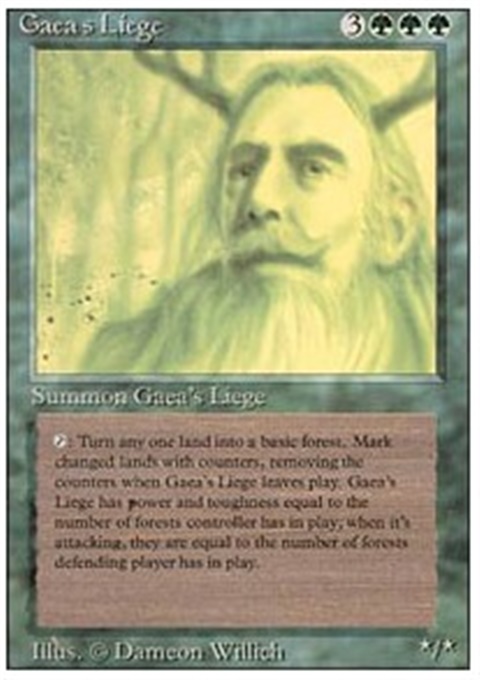 Gaea's Liege
3
Summon Gaea's Liege
: Turn any one land into a basic forest. Mark
changed lands with counters, removing the
counters when Gaea's Liege leaves play. Gaea's
Liege has power and toughness equal to the
number of forests controller has in play; when it's
attacking, they are equal to the number of forests
defending player has in play.
Illus. © Dameon Willich
*/*